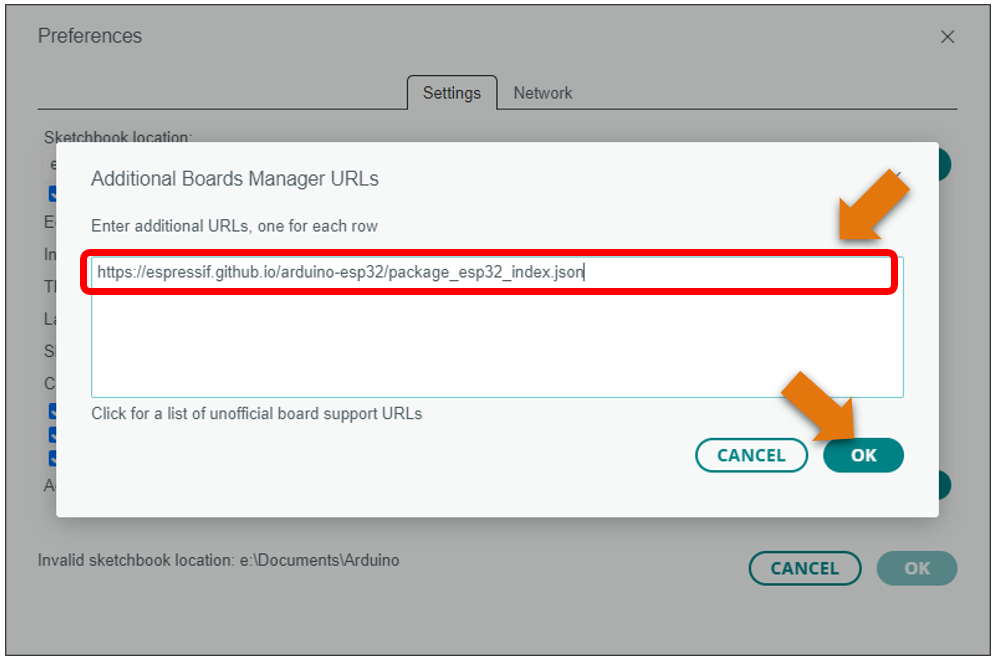 Preferences
Settings
Network
Sketchbook location:
Additional Boards Manager URLs
Enter additional URLs, one for each row
https://espressif.github.io/arduino-esp32/package_esp32_index.json
Click for a list of unofficial board support URLs
CANCEL
OK
Invalid sketchbook location: e:\Documents\Arduino
CANCEL
OK